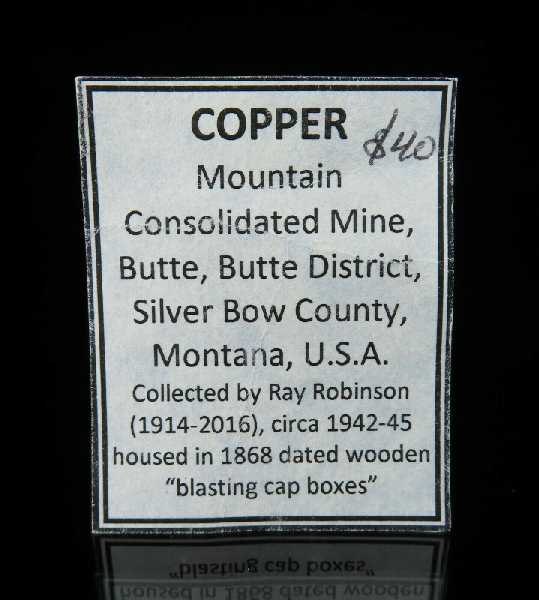 COPPER
$40
Mountain
Consolidated Mine,
Butte, Butte District,
Silver Bow County,
Montana, U.S.A.
Collected by Ray Robinson
(1914-2016), circa 1942-45
housed in 1868 dated wooden
“blasting cap boxes”